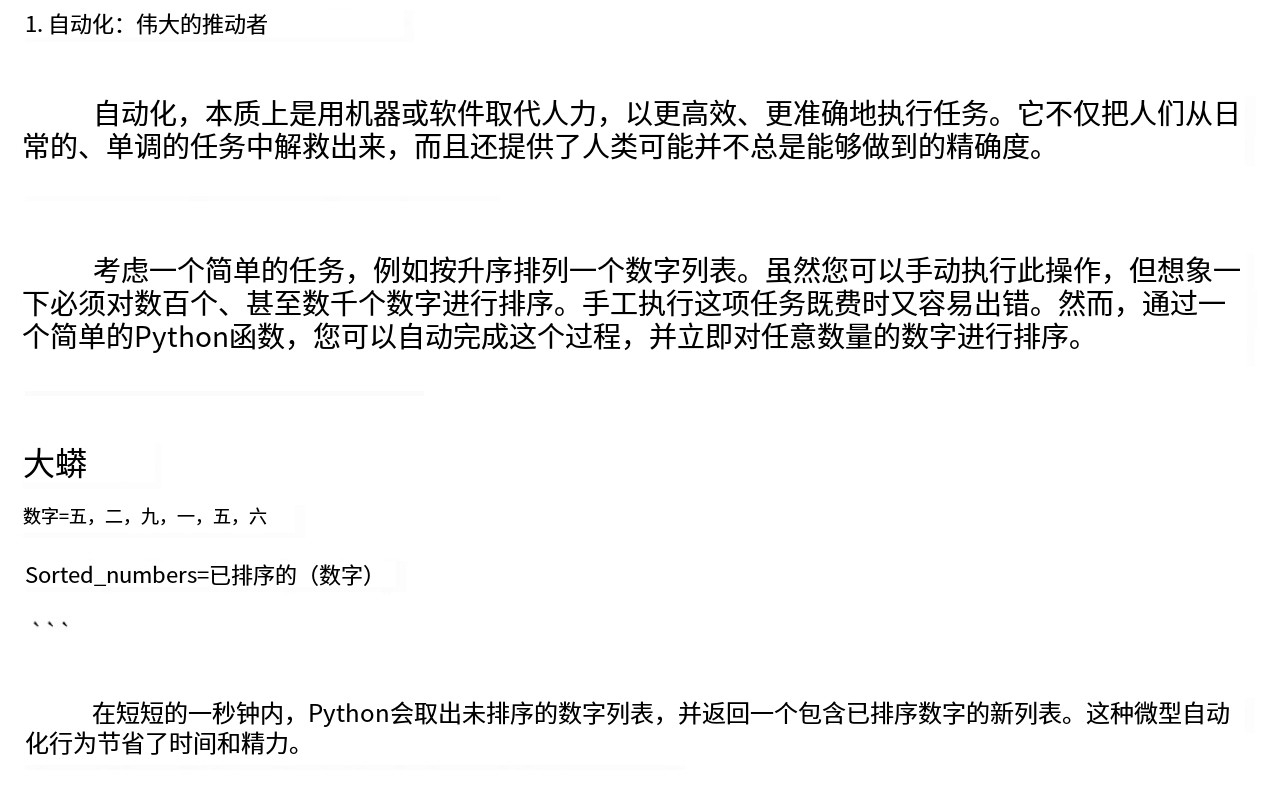 1. 自动化：伟大的推动者
自动化，本质上是用机器或软件取代人力，以更高效、更准确地执行任务。它不仅把人们从日
常的、单调的任务中解救出来，而且还提供了人类可能并不总是能够做到的精确度。
考虑一个简单的任务，例如按升序排列一个数字列表。虽然您可以手动执行此操作，但想象一
下必须对数百个、甚至数千个数字进行排序。手工执行这项任务既费时又容易出错。然而，通过一
个简单的Python函数，您可以自动完成这个过程，并立即对任意数量的数字进行排序。
大蟒
数字=五，二，九，一，五，六
Sorted_numbers=已排序的（数字）
```
在短短的一秒钟内，Python会取出未排序的数字列表，并返回一个包含已排序数字的新列表。这种微型自动
化行为节省了时间和精力。